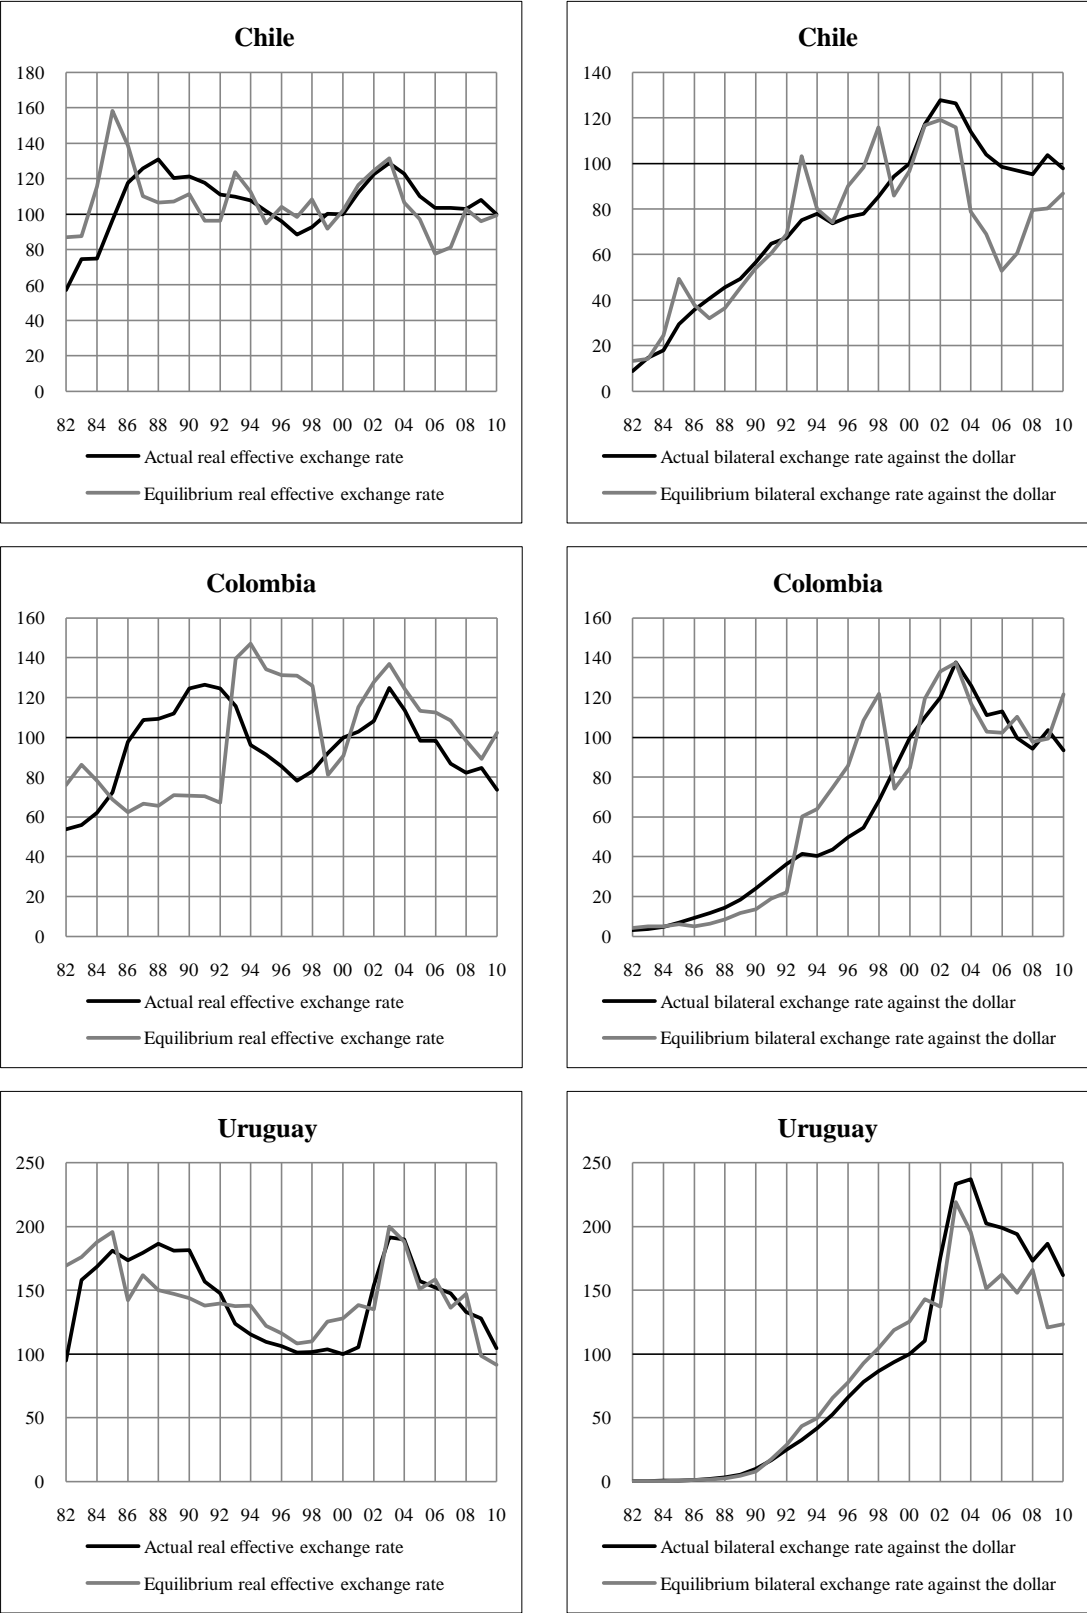 Chile
180
160
140
120
100
80
60
40
20
0
82 84 86 88 90 92 94 96 98 00 02 04 06 08 10
Actual real effective exchange rate
Equilibrium real effective exchange rate
Chile
140
120
100
80
60
40
20
0
82 84 86 88 90 92 94 96 98 00 02 04 06 08 10
Actual bilateral exchange rate against the dollar
Equilibrium bilateral exchange rate against the dollar
Colombia
160
140
120
100
80
60
40
20
0
82 84 86 88 90 92 94 96 98 00 02 04 06 08 10
Actual real effective exchange rate
Equilibrium real effective exchange rate
Colombia
160
140
120
100
80
60
40
20
0
82 84 86 88 90 92 94 96 98 00 02 04 06 08 10
Actual bilateral exchange rate against the dollar
Equilibrium bilateral exchange rate against the dollar
Uruguay
250
200
150
100
50
0
82 84 86 88 90 92 94 96 98 00 02 04 06 08 10
Actual real effective exchange rate
Equilibrium real effective exchange rate
Uruguay
250
200
150
100
50
0
82 84 86 88 90 92 94 96 98 00 02 04 06 08 10
Actual bilateral exchange rate against the dollar
Equilibrium bilateral exchange rate against the dollar